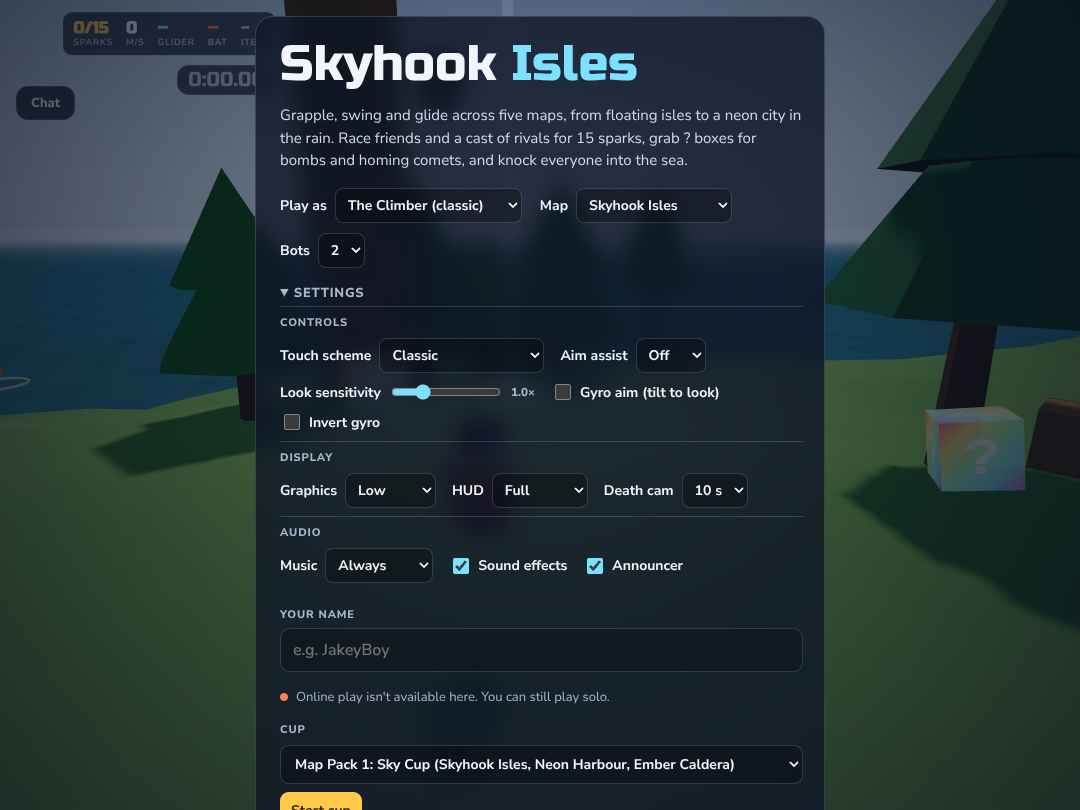 0/15
SPARKS
0
M/S
GLIDER
BAT
0:00.0
Chat
Skyhook Isles
Grapple, swing and glide across five maps, from floating isles to a neon city in
the rain. Race friends and a cast of rivals for 15 sparks, grab ? boxes for
bombs and homing comets, and knock everyone into the sea.
Play as The Climber (classic) Map Skyhook Isles
Bots 2
▼ SETTINGS
CONTROLS
Touch scheme Classic Aim assist Off
Look sensitivity 1.0× Gyro aim (tilt to look)
Invert gyro
DISPLAY
Graphics Low HUD Full Death cam 10 s
AUDIO
Music Always Sound effects Announcer
YOUR NAME
e.g. JakeyBoy
Online play isn't available here. You can still play solo.
CUP
Map Pack 1: Sky Cup (Skyhook Isles, Neon Harbour, Ember Caldera)
Start cup
?